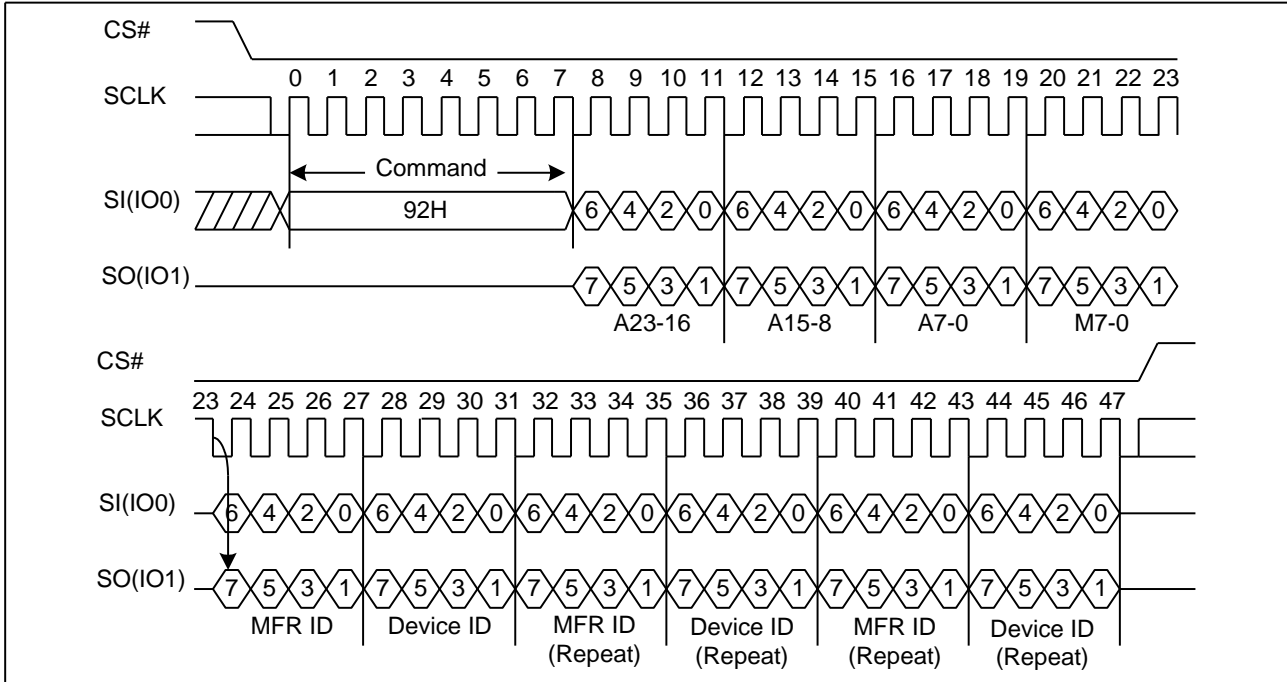 CS#
0 1 2 3 4 5 6 7 8 9 10 11 12 13 14 15 16 17 18 19 20 21 22 23
SCLK
Command
SI(IO0)
92H
6 4 2 0 6 4 2 0 6 4 2 0 6 4 2 0
SO(IO1)
7 5 3 1 7 5 3 1 7 5 3 1 7 5 3 1
A23-16 A15-8 A7-0 M7-0
CS#
23 24 25 26 27 28 29 30 31 32 33 34 35 36 37 38 39 40 41 42 43 44 45 46 47
SCLK
SI(IO0)
6 4 2 0 6 4 2 0 6 4 2 0 6 4 2 0 6 4 2 0 6 4 2 0
SO(IO1)
7 5 3 1 7 5 3 1 7 5 3 1 7 5 3 1 7 5 3 1 7 5 3 1
MFR ID Device ID MFR ID Device ID MFR ID Device ID
(Repeat) (Repeat) (Repeat) (Repeat)